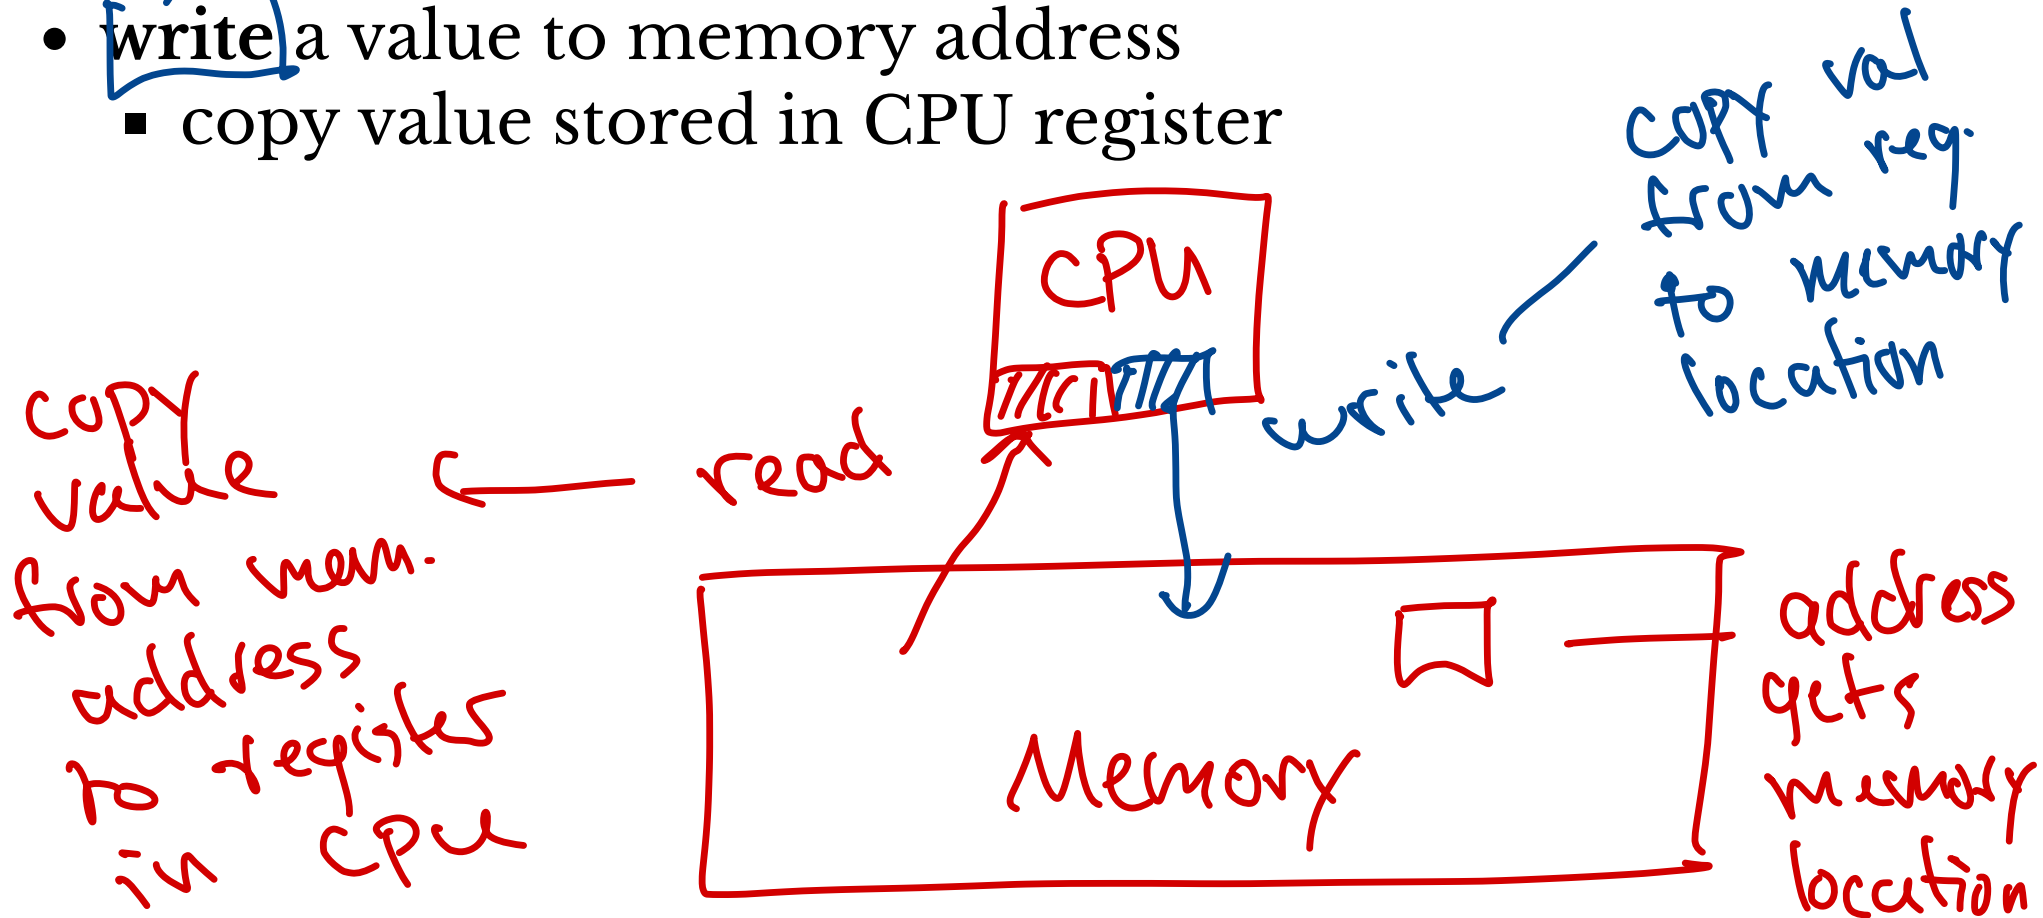 • write a value to memory address
▪ copy value stored in CPU register
copy val
from reg.
to memory
location
CPU
write
read
copy
value
from mem.
address
to register
in CPU
Memory
address
gets
memory
location